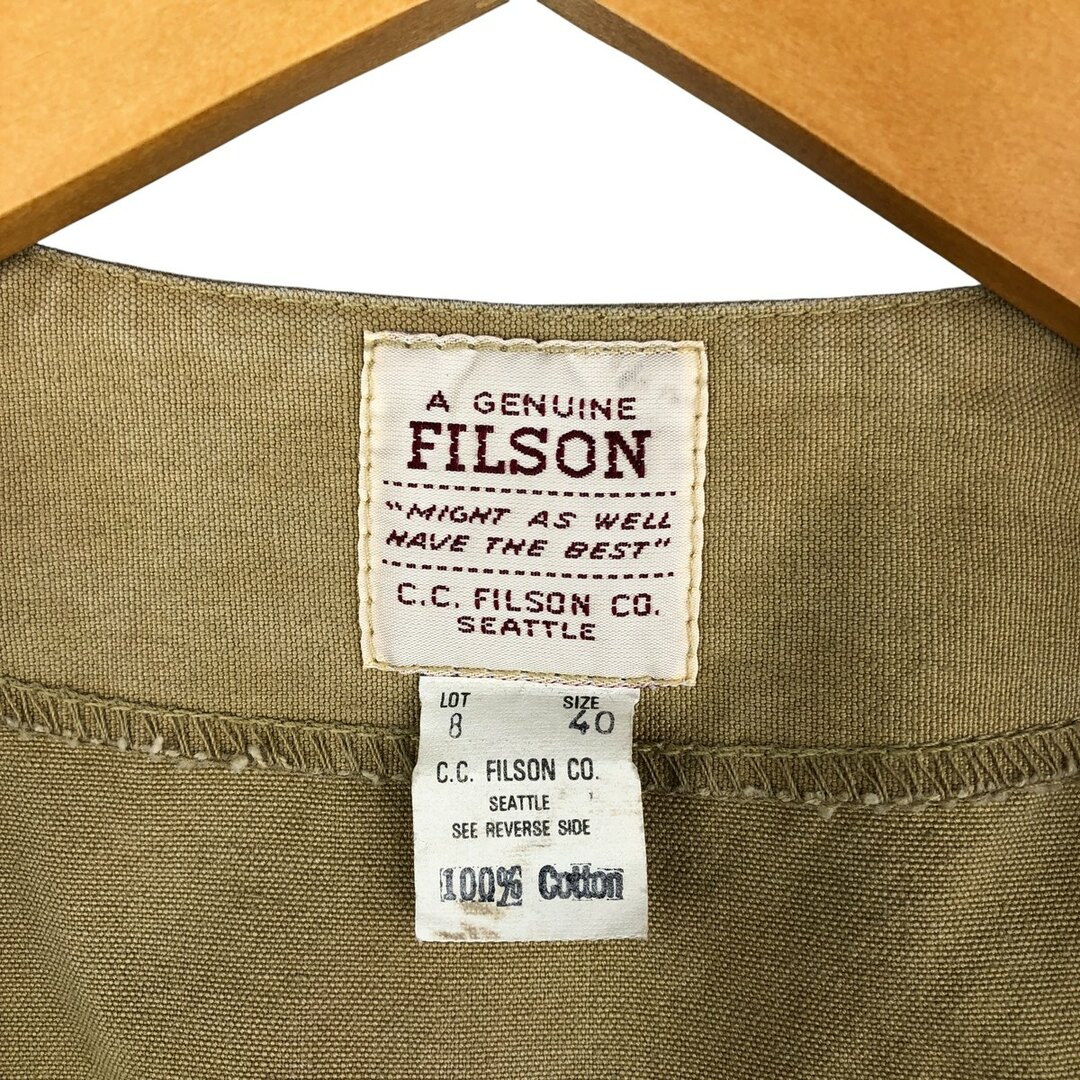 A GENUINE
FILSON
"MIGHT AS WELL
HAVE THE BEST"
C.C. FILSON CO.
SEATTLE
LOT SIZE
8 40
C.C. FILSON CO.
SEATTLE
SEE REVERSE SIDE
100% Cotton